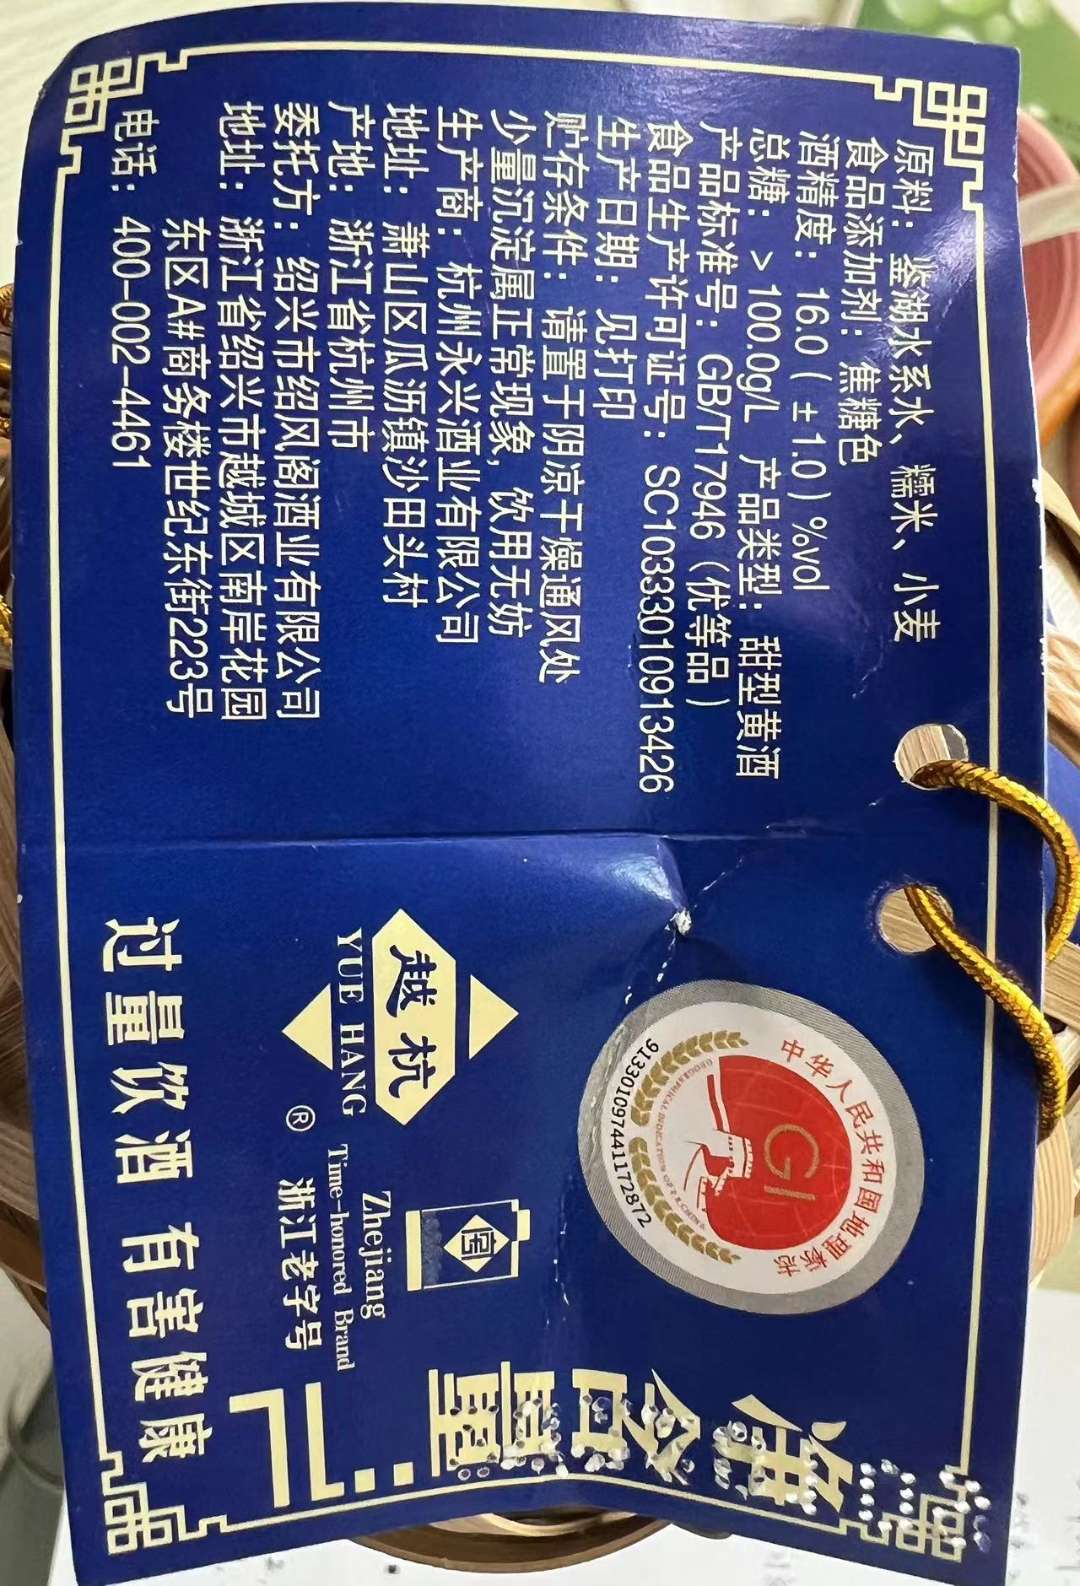 原料：鉴湖水系水、糯米、小麦
食品添加剂：焦糖色
酒精度：16.0（±1.0）%vol
总糖：＞100.0g/L 产品类型：甜型黄酒
产品标准号：GB/T17946（优等品）
食品生产许可证号：SC10333010913426
生产日期：见打印
贮存条件：请置于阴凉干燥通风处
少量沉淀属正常现象，饮用无妨
生产商：杭州永兴酒业有限公司
地址：萧山区瓜沥镇沙田头村
产地：浙江省杭州市
委托方：绍兴市绍风阁酒业有限公司
地址：浙江省绍兴市越城区南岸花园
东区A#商务楼世纪东街223号
电话：400-002-4461
中华人民共和国地理标志
GI
GEOGRAPHICAL INDICATION OF P.R.CHINA
913301097441172872
越杭
YUE HANG
®
Zhejiang
Time-honored Brand
浙江老字号
净含量
过量饮酒 有害健康